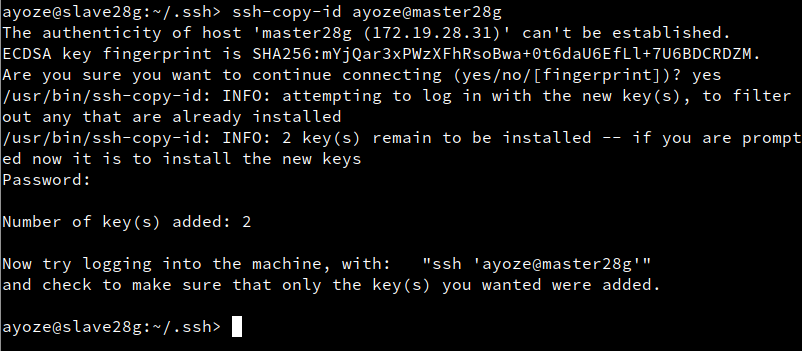 ayoze@slave28g:~/.ssh> ssh-copy-id ayoze@master28g
The authenticity of host 'master28g (172.19.28.31)' can't be established.
ECDSA key fingerprint is SHA256:mYjQar3xPWzXFhRsoBwa+0t6daU6EfLl+7U6BDCRDZM.
Are you sure you want to continue connecting (yes/no/[fingerprint])? yes
/usr/bin/ssh-copy-id: INFO: attempting to log in with the new key(s), to filter
out any that are already installed
/usr/bin/ssh-copy-id: INFO: 2 key(s) remain to be installed -- if you are prompt
ed now it is to install the new keys
Password:
Number of key(s) added: 2
Now try logging into the machine, with:   "ssh 'ayoze@master28g'"
and check to make sure that only the key(s) you wanted were added.
ayoze@slave28g:~/.ssh>